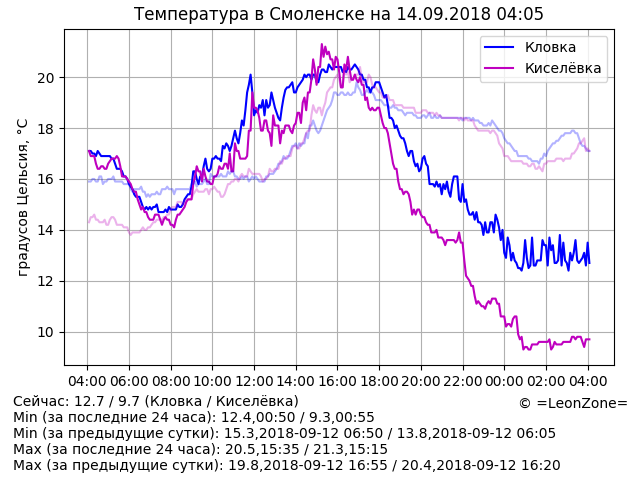 Температура в Смоленске на 14.09.2018 04:05
градусов Цельсия, °C
20
18
16
14
12
10
Кловка
Киселёвка
04:00 06:00 08:00 10:00 12:00 14:00 16:00 18:00 20:00 22:00 00:00 02:00 04:00
Сейчас: 12.7 / 9.7 (Кловка / Киселёвка)
© =LeonZone=
Min (за последние 24 часа): 12.4,00:50 / 9.3,00:55
Min (за предыдущие сутки): 15.3,2018-09-12 06:50 / 13.8,2018-09-12 06:05
Max (за последние 24 часа): 20.5,15:35 / 21.3,15:15
Max (за предыдущие сутки): 19.8,2018-09-12 16:55 / 20.4,2018-09-12 16:20